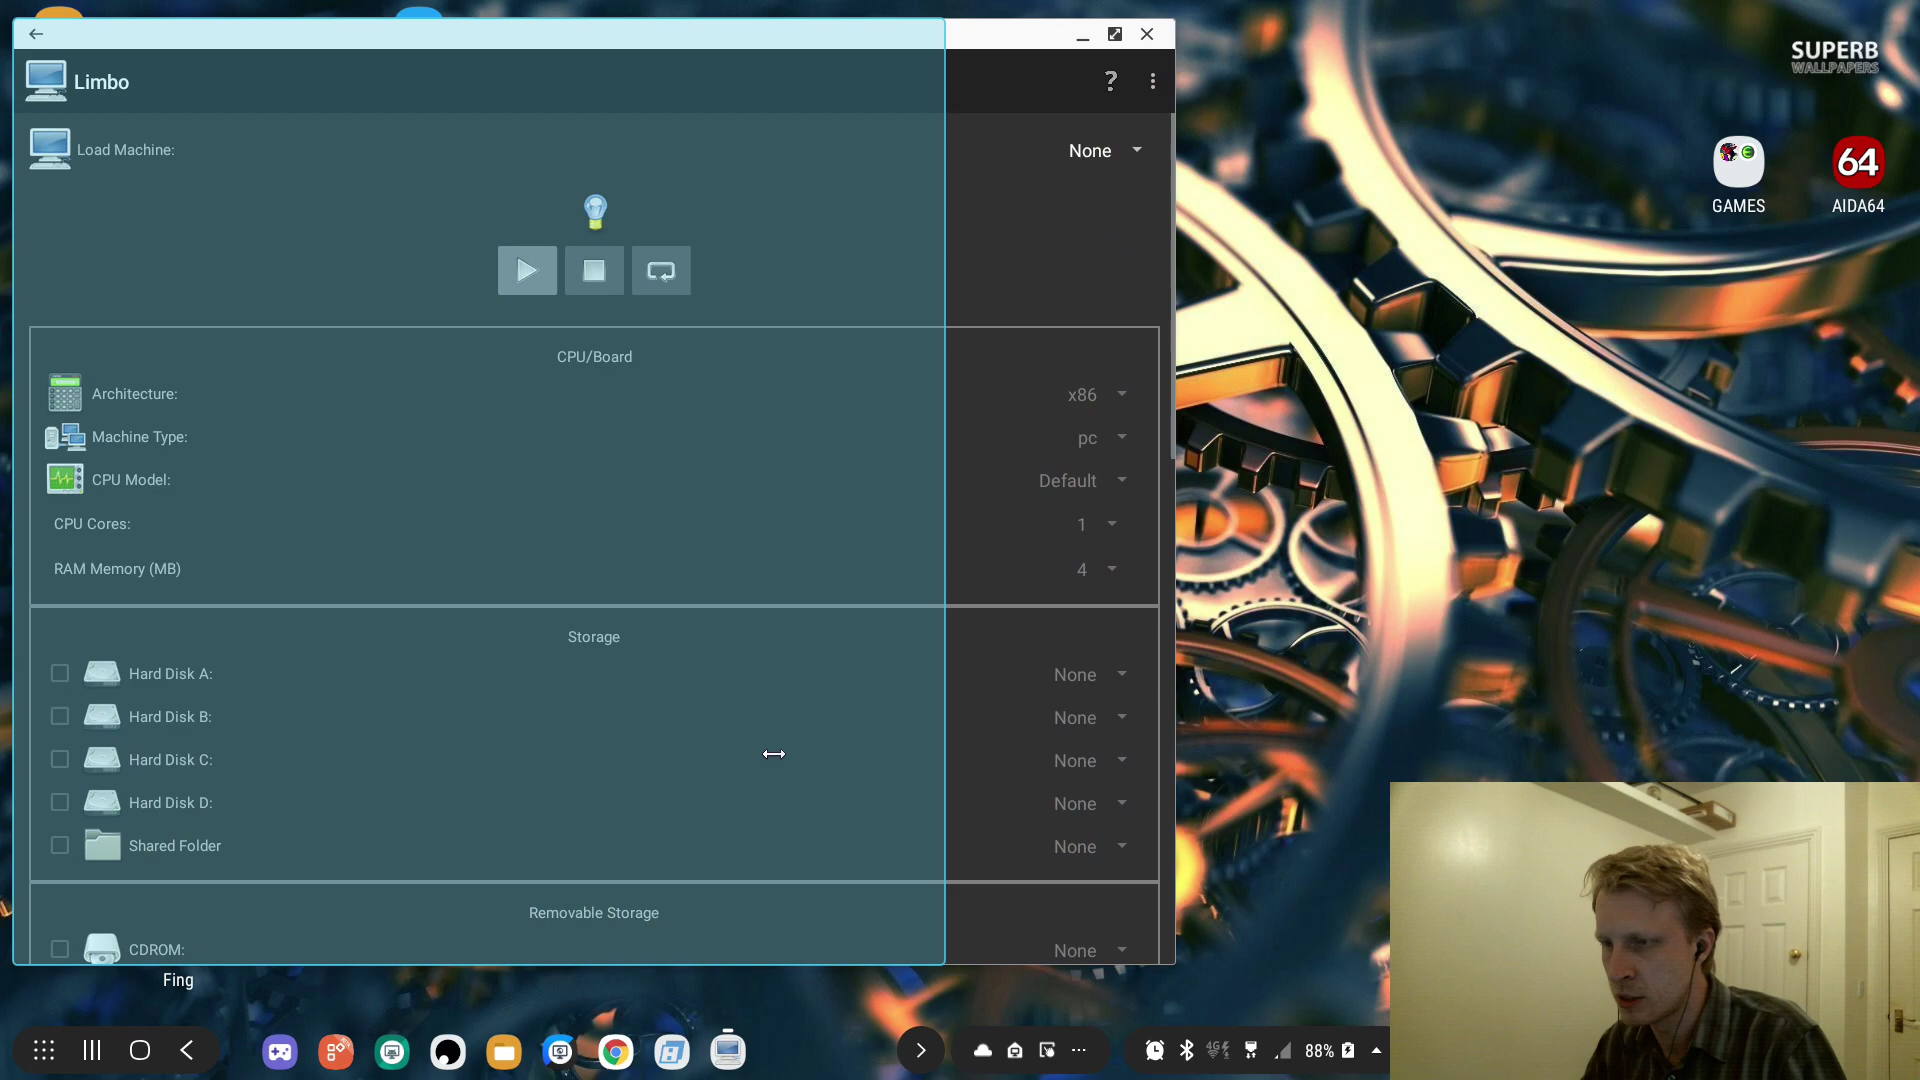 Limbo
?
SUPERB
WALLPAPERS
Load Machine:
None
64
GAMES
AIDA64
CPU/Board
Architecture:
x86
Machine Type:
pc
CPU Model:
Default
CPU Cores:
1
RAM Memory (MB)
4
Storage
Hard Disk A:
None
Hard Disk B:
None
Hard Disk C:
None
Hard Disk D:
None
Shared Folder
None
Removable Storage
CDROM:
None
Fing
4G
88%